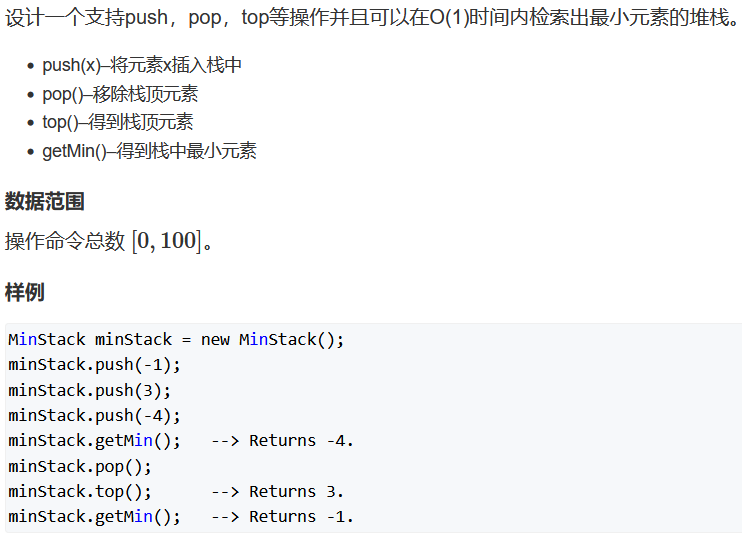 设计一个支持push，pop，top等操作并且可以在O(1)时间内检索出最小元素的堆栈。
• push(x)–将元素x插入栈中
• pop()–移除栈顶元素
• top()–得到栈顶元素
• getMin()–得到栈中最小元素
数据范围
操作命令总数 [0, 100]。
样例
MinStack minStack = new MinStack();
minStack.push(-1);
minStack.push(3);
minStack.push(-4);
minStack.getMin();   --> Returns -4.
minStack.pop();
minStack.top();      --> Returns 3.
minStack.getMin();   --> Returns -1.